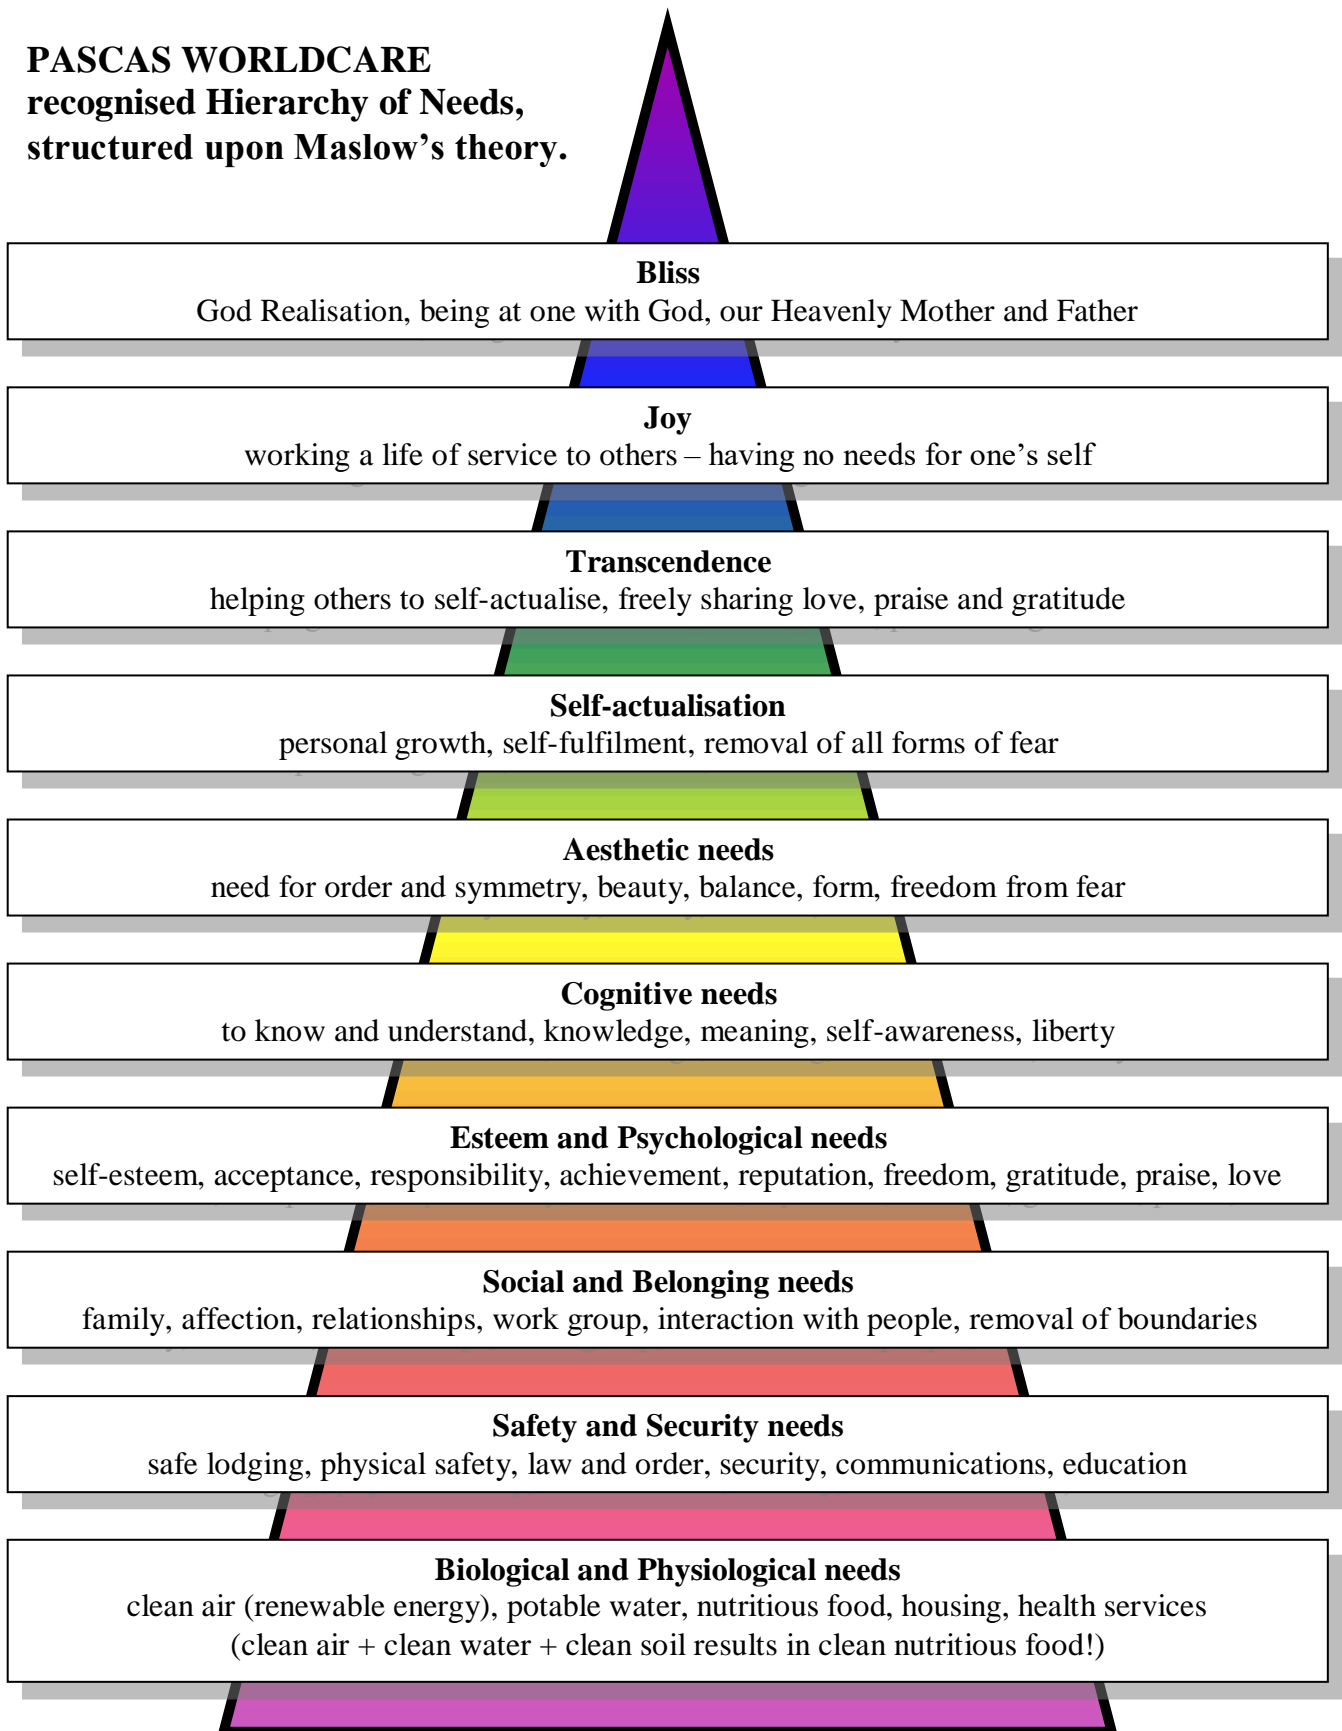 PASCAS WORLDCARE
recognised Hierarchy of Needs,
structured upon Maslow’s theory.
Bliss
God Realisation, being at one with God, our Heavenly Mother and Father
Joy
working a life of service to others – having no needs for one’s self
Transcendence
helping others to self-actualise, freely sharing love, praise and gratitude
Self-actualisation
personal growth, self-fulfilment, removal of all forms of fear
Aesthetic needs
need for order and symmetry, beauty, balance, form, freedom from fear
Cognitive needs
to know and understand, knowledge, meaning, self-awareness, liberty
Esteem and Psychological needs
self-esteem, acceptance, responsibility, achievement, reputation, freedom, gratitude, praise, love
Social and Belonging needs
family, affection, relationships, work group, interaction with people, removal of boundaries
Safety and Security needs
safe lodging, physical safety, law and order, security, communications, education
Biological and Physiological needs
clean air (renewable energy), potable water, nutritious food, housing, health services
(clean air + clean water + clean soil results in clean nutritious food!)